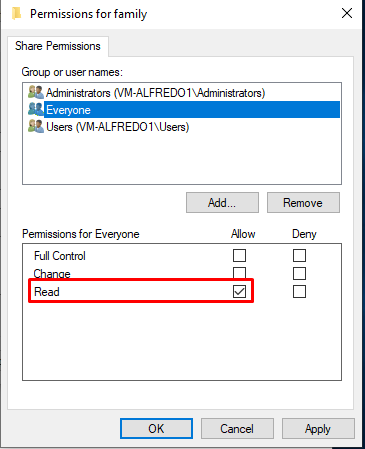 Permissions for family
Share Permissions
Group or user names:
Administrators (VM-ALFREDO1\Administrators)
Everyone
Users (VM-ALFREDO1\Users)
Add... Remove
Permissions for Everyone Allow Deny
Full Control
Change
Read
OK Cancel Apply